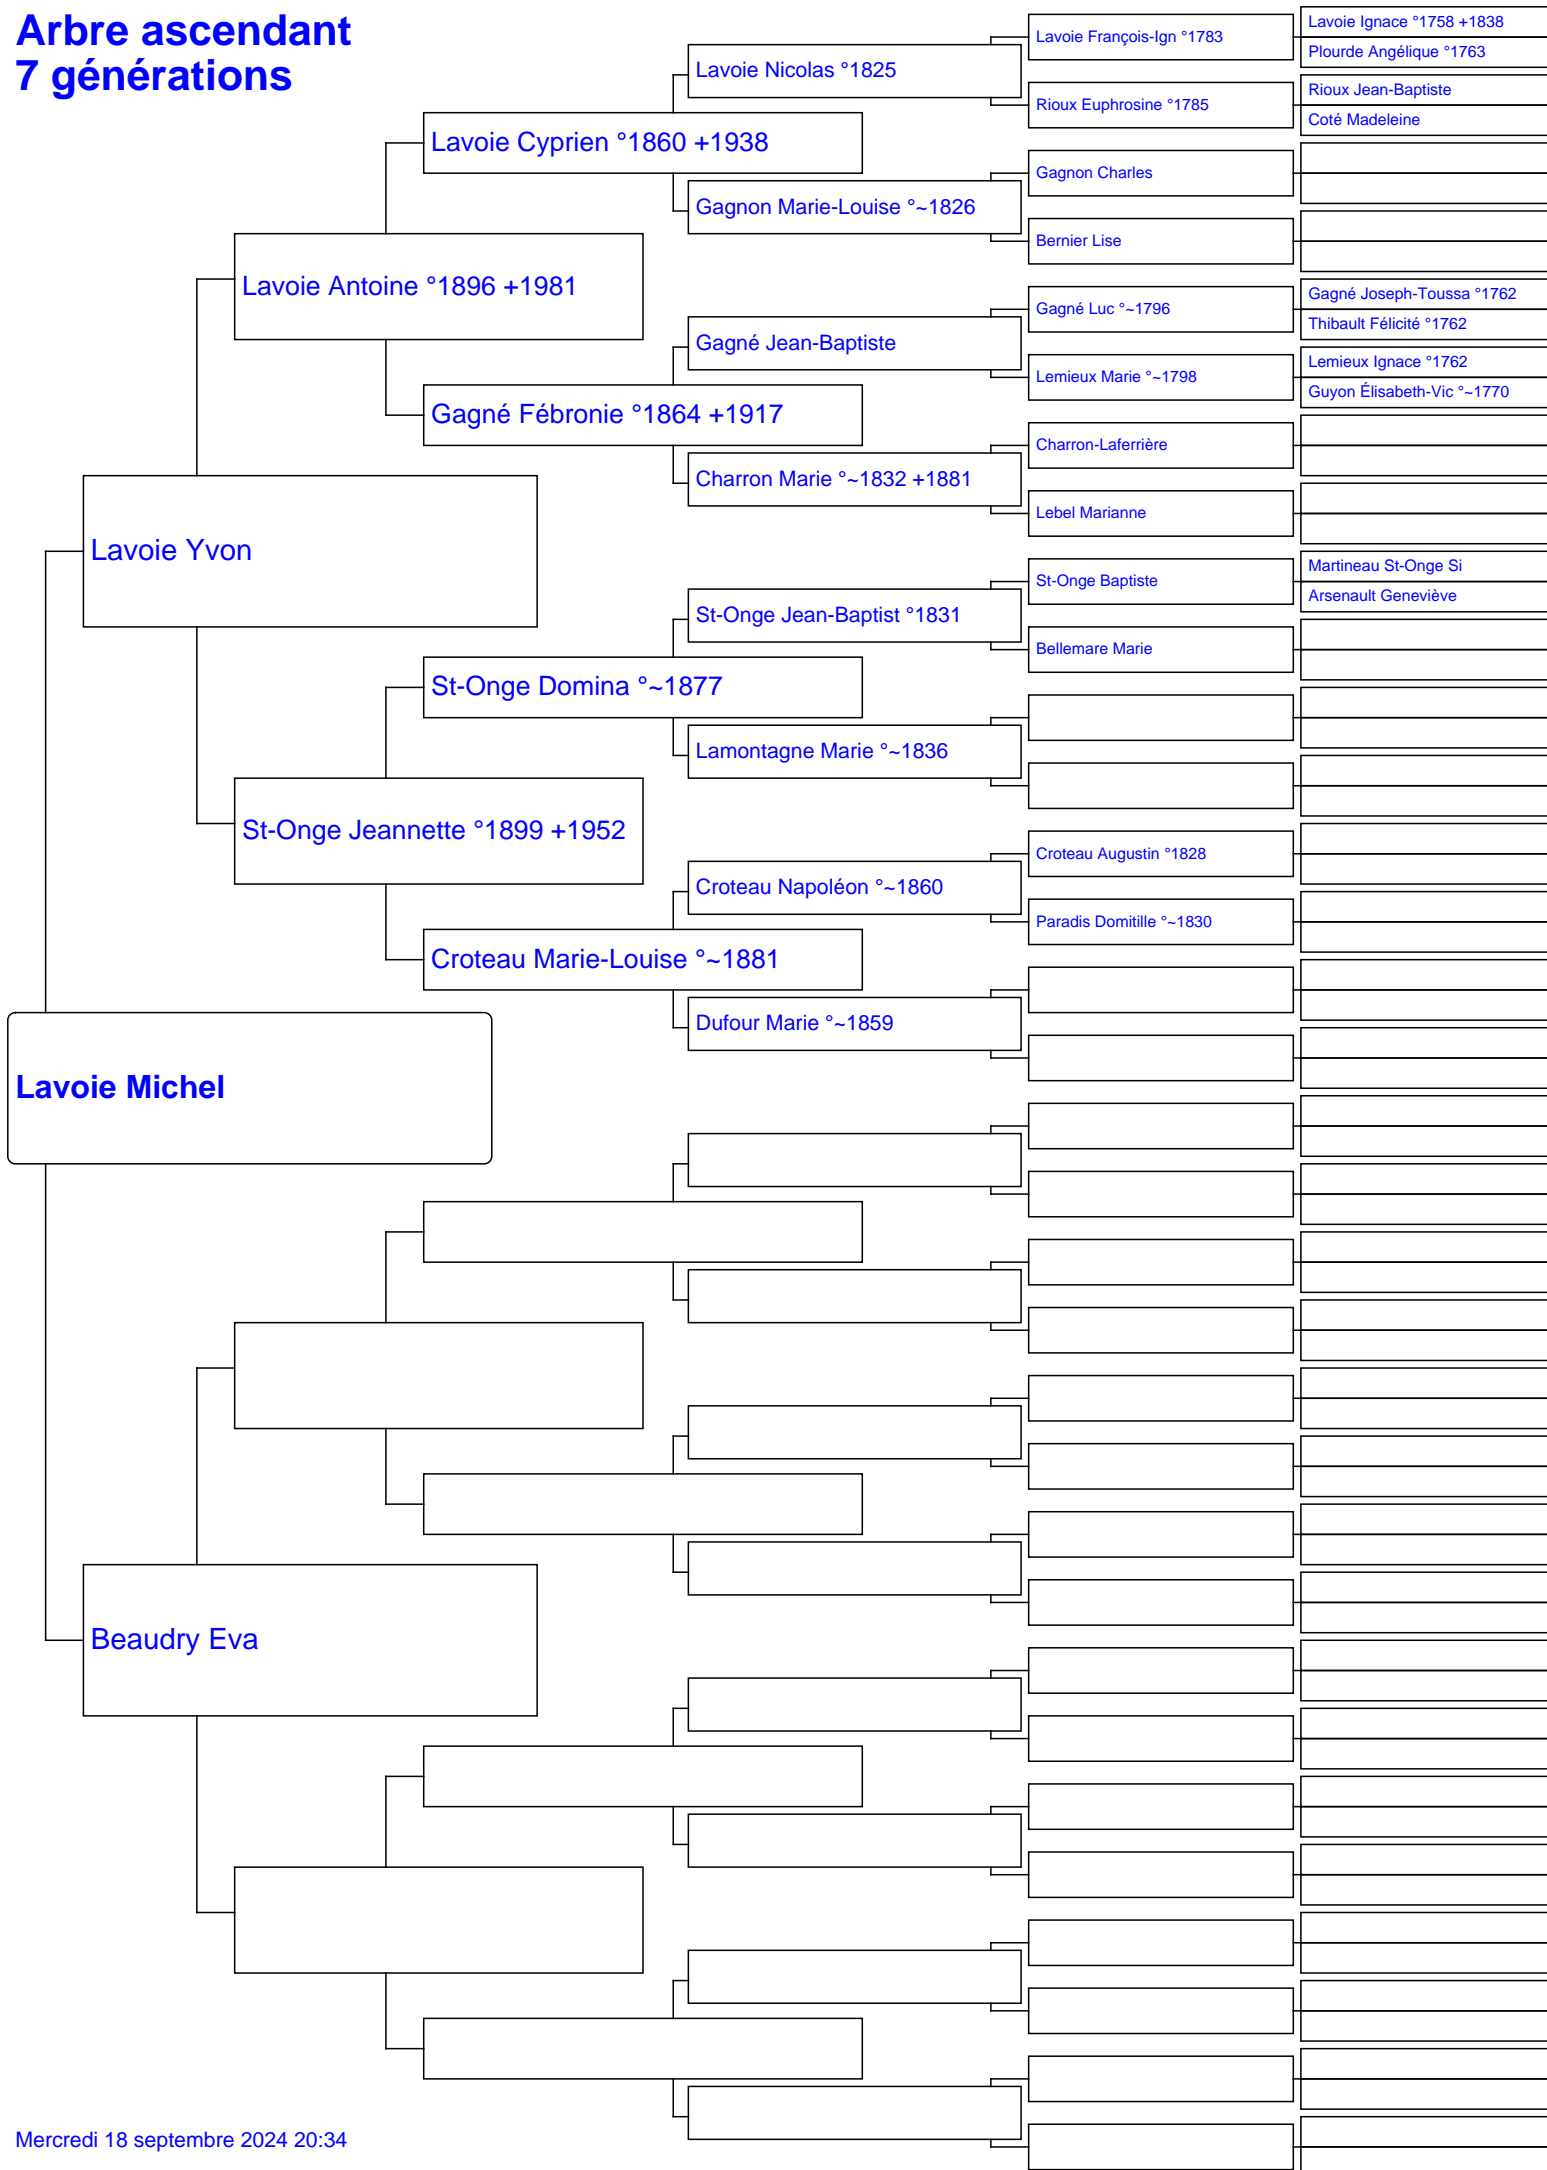 Arbre ascendant
7 générations
Lavoie Michel
Lavoie Yvon
Beaudry Eva
Lavoie Antoine °1896 +1981
St-Onge Jeannette °1899 +1952
Lavoie Cyprien °1860 +1938
Gagné Fébronie °1864 +1917
St-Onge Domina °~1877
Croteau Marie-Louise °~1881
Lavoie Nicolas °1825
Gagnon Marie-Louise °~1826
Gagné Jean-Baptiste
Charron Marie °~1832 +1881
St-Onge Jean-Baptist °1831
Lamontagne Marie °~1836
Croteau Napoléon °~1860
Dufour Marie °~1859
Lavoie François-Ign °1783
Rioux Euphrosine °1785
Gagnon Charles
Bernier Lise
Gagné Luc °~1796
Lemieux Marie °~1798
Charron-Laferrière
Lebel Marianne
St-Onge Baptiste
Bellemare Marie
Croteau Augustin °1828
Paradis Domitille °~1830
Lavoie Ignace °1758 +1838
Plourde Angélique °1763
Rioux Jean-Baptiste
Coté Madeleine
Gagné Joseph-Toussa °1762
Thibault Félicité °1762
Lemieux Ignace °1762
Guyon Élisabeth-Vic °~1770
Martineau St-Onge Si
Arsenault Geneviève
Mercredi 18 septembre 2024 20:34